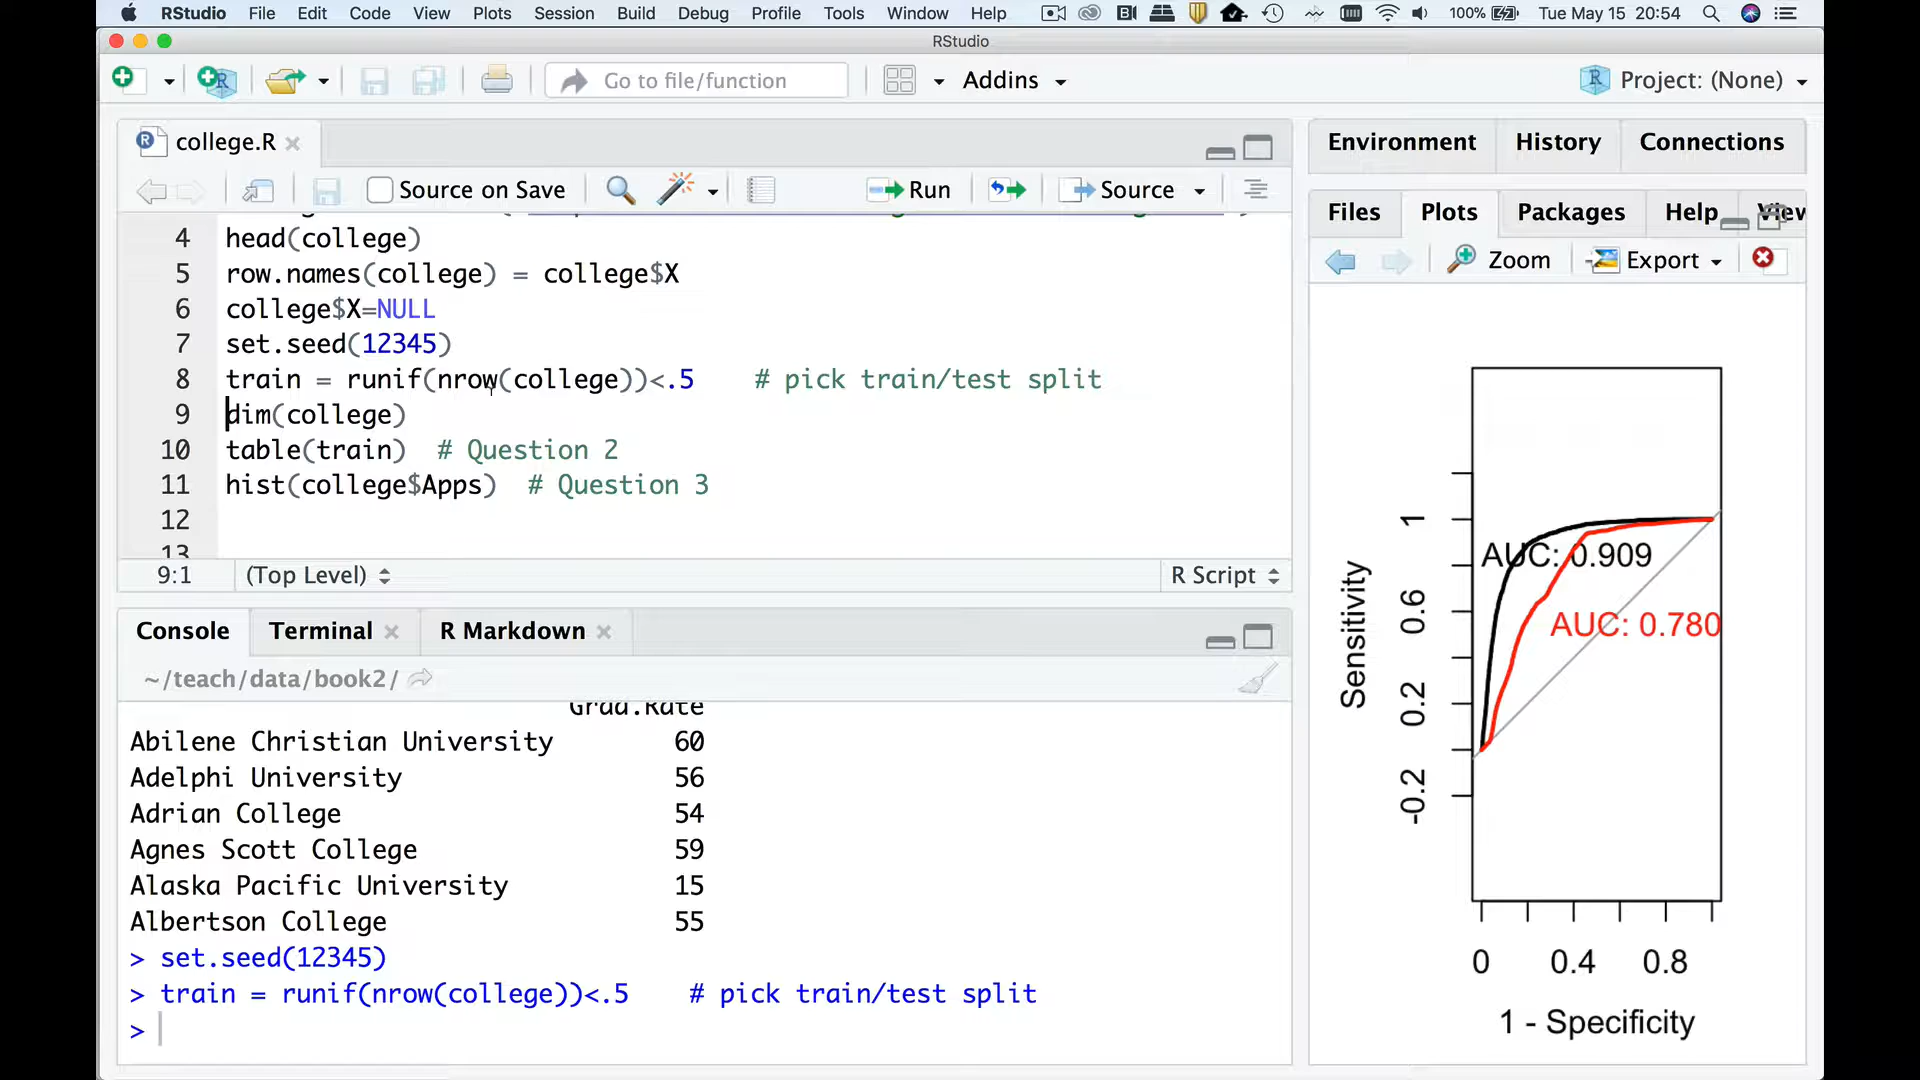 RStudio File Edit Code View Plots Session Build Debug Profile Tools Window Help 100% Tue May 15 20:54
RStudio
Go to file/function Addins Project: (None)
college.R
Source on Save Run Source
4 head(college)
5 row.names(college) = college$X
6 college$X=NULL
7 set.seed(12345)
8 train = runif(nrow(college))<.5 # pick train/test split
9 dim(college)
10 table(train) # Question 2
11 hist(college$Apps) # Question 3
12
13
9:1 (Top Level) R Script
Console Terminal R Markdown
~/teach/data/book2/
Grad.Rate
Abilene Christian University 60
Adelphi University 56
Adrian College 54
Agnes Scott College 59
Alaska Pacific University 15
Albertson College 55
> set.seed(12345)
> train = runif(nrow(college))<.5 # pick train/test split
>
Environment History Connections
Files Plots Packages Help View
Zoom Export
AUC: 0.909
AUC: 0.780
Sensitivity
-0.2 0.2 0.6 1
0 0.4 0.8
1 - Specificity